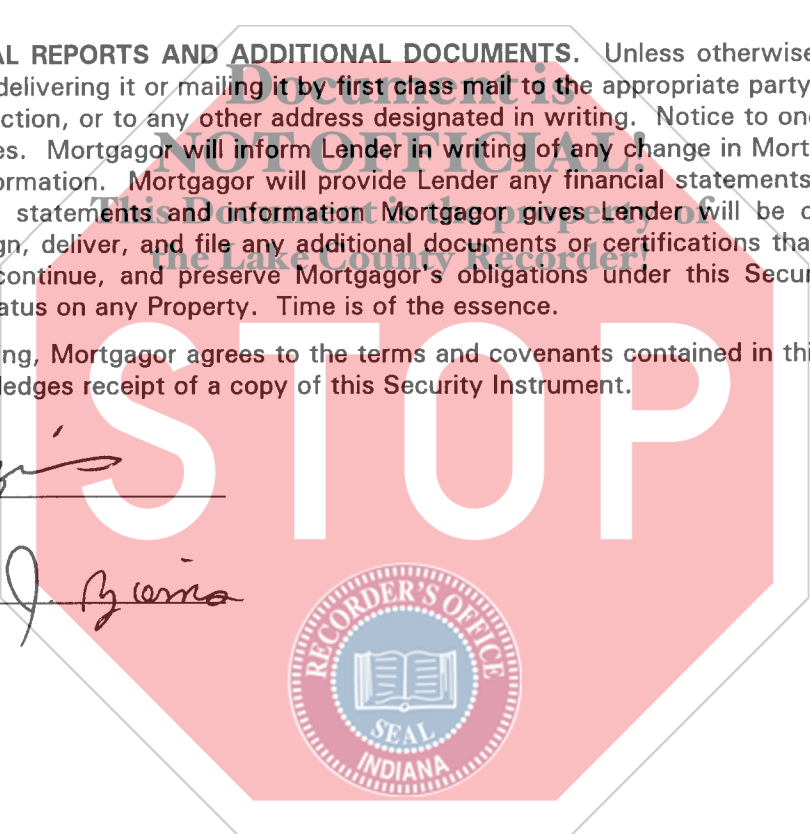 AL REPORTS AND ADDITIONAL DOCUMENTS. Unless otherwise
delivering it or mailing it by first class mail to the appropriate party
ction, or to any other address designated in writing. Notice to one
es. Mortgagor will inform Lender in writing of any change in Mort
ormation. Mortgagor will provide Lender any financial statements
statements and information Mortgagor gives Lender will be c
gn, deliver, and file any additional documents or certifications tha
continue, and preserve Mortgagor's obligations under this Secur
atus on any Property. Time is of the essence.
ng, Mortgagor agrees to the terms and covenants contained in thi
ledges receipt of a copy of this Security Instrument.
Document is
NOT OFFICIAL!
This Document is the property of
the Lake County Recorder!
STOP
J.
RECORDER'S OFFICE
SEAL
INDIANA